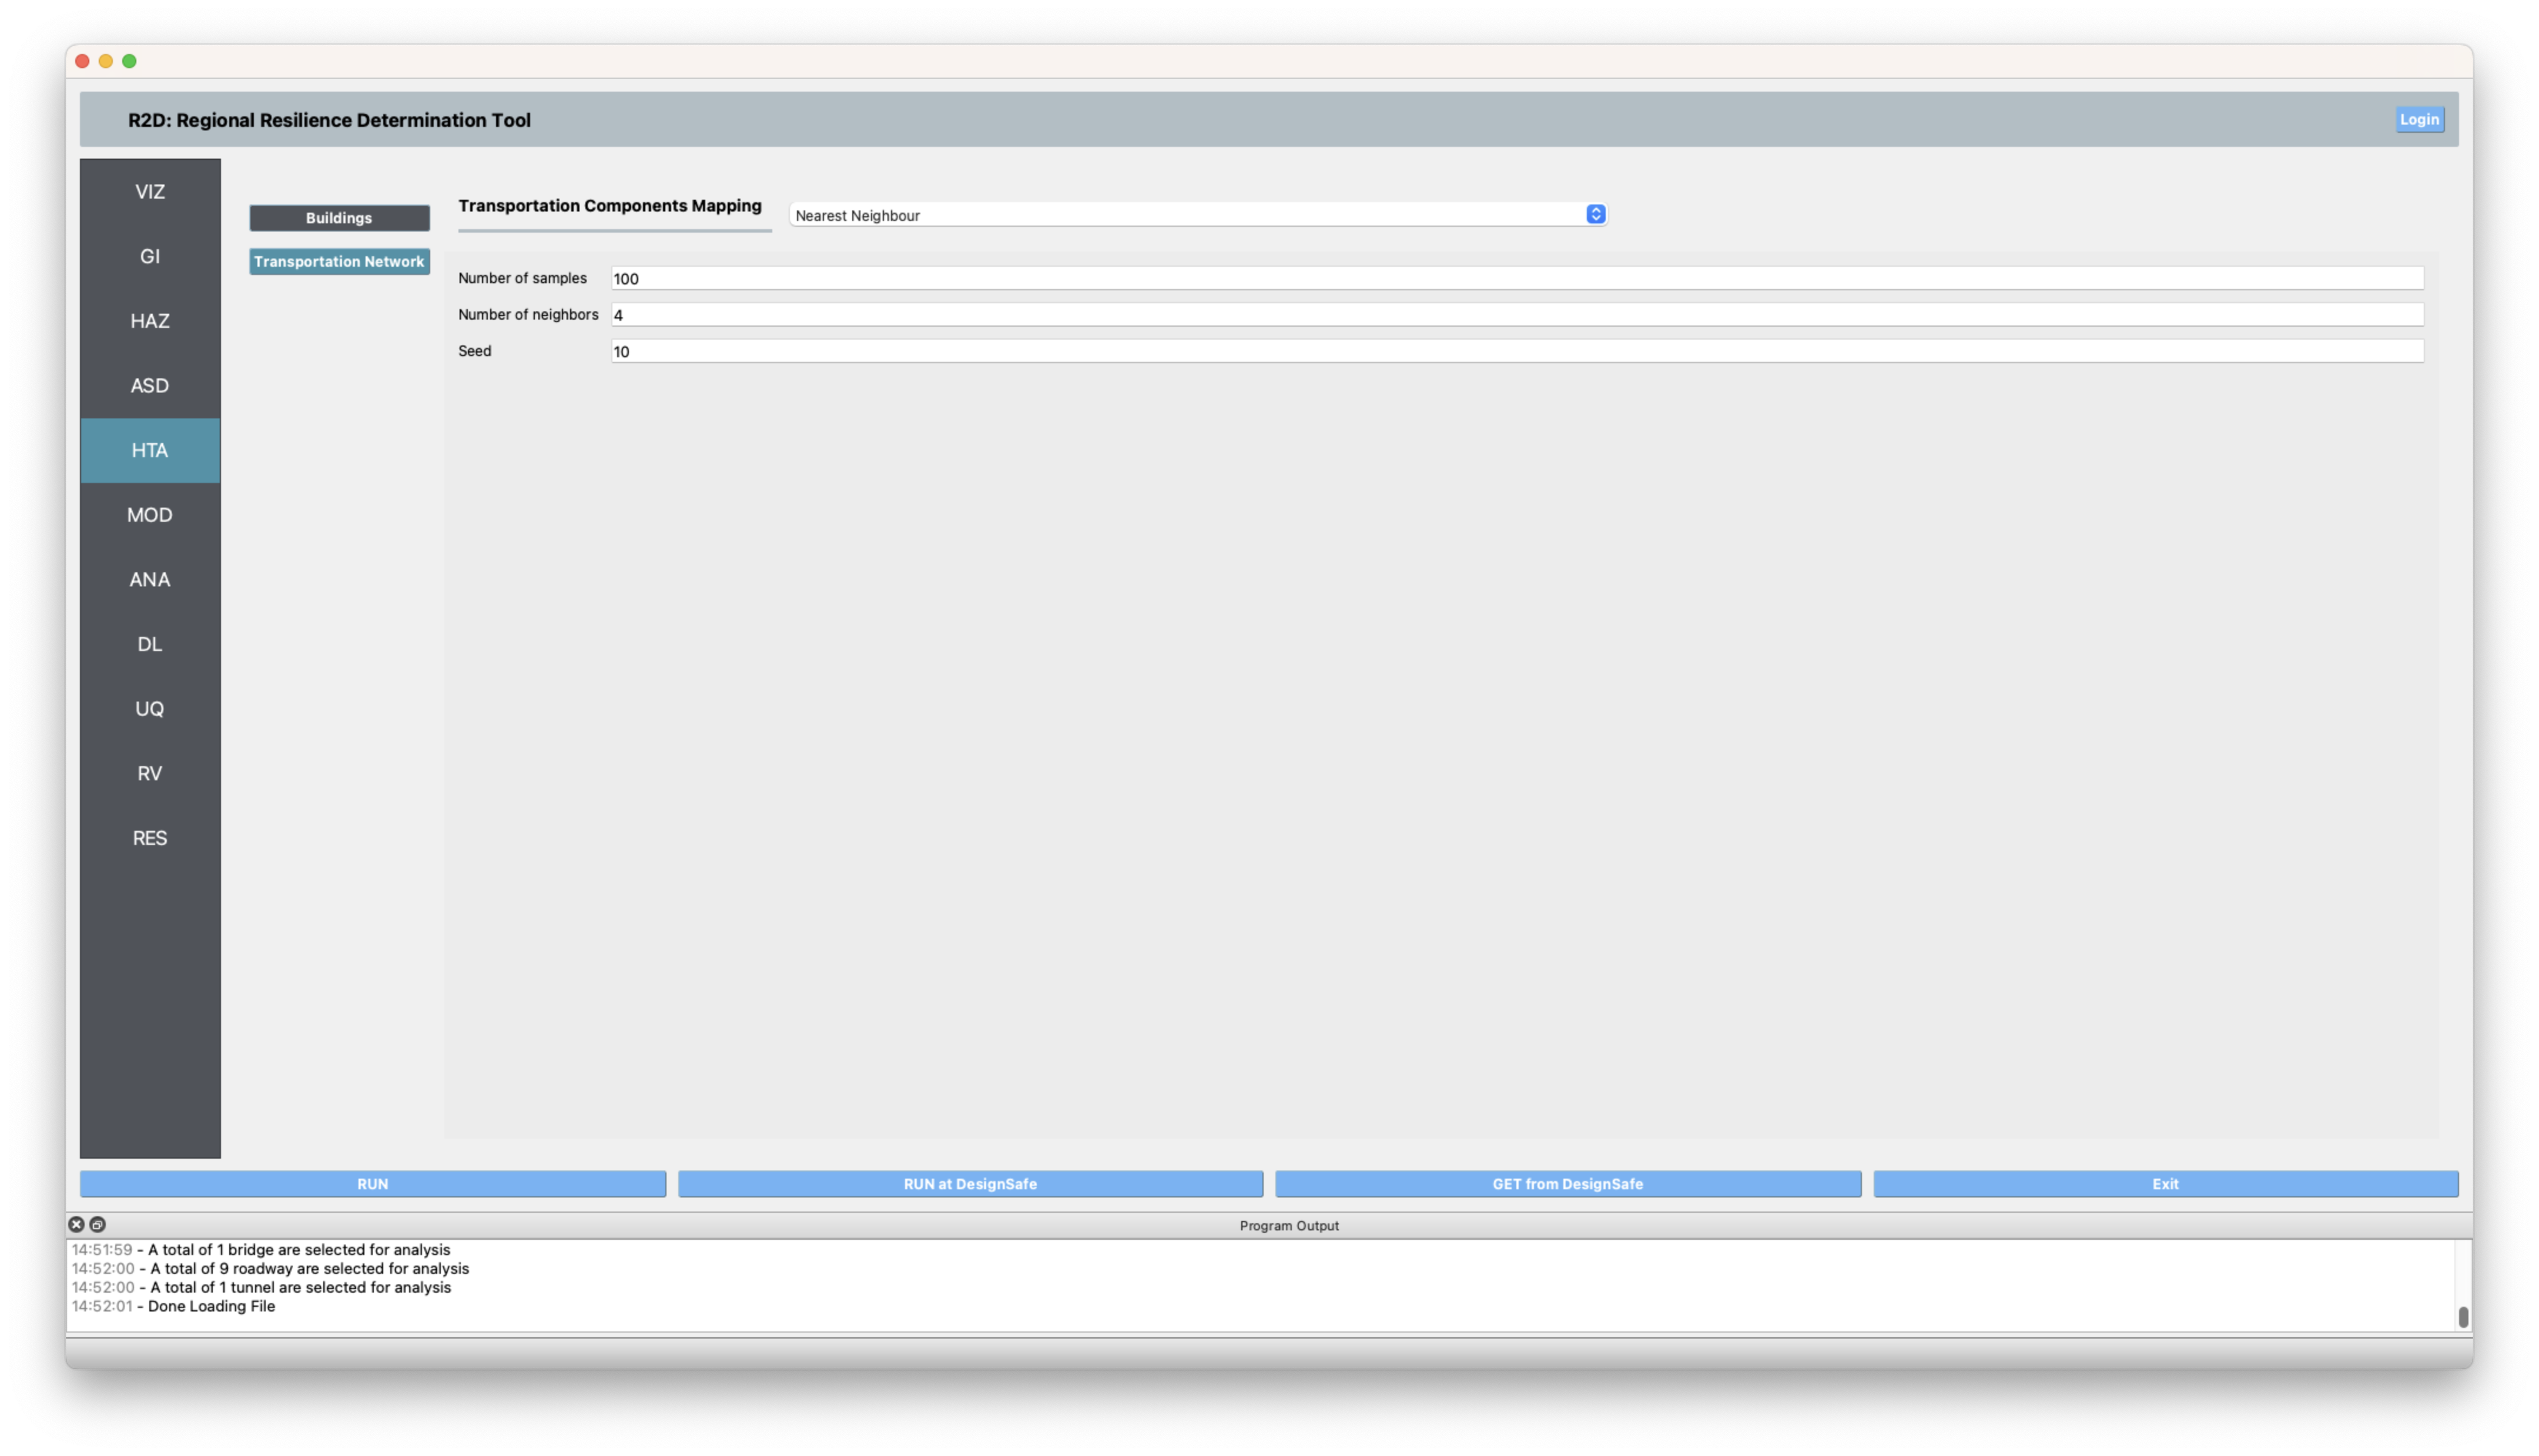 R2D: Regional Resilience Determination Tool
Login
VIZ
GI
HAZ
ASD
HTA
MOD
ANA
DL
UQ
RV
RES
Buildings
Transportation Network
Transportation Components Mapping
Nearest Neighbour
Number of samples 100
Number of neighbors 4
Seed 10
RUN
RUN at DesignSafe
GET from DesignSafe
Exit
Program Output
14:51:59 - A total of 1 bridge are selected for analysis
14:52:00 - A total of 9 roadway are selected for analysis
14:52:00 - A total of 1 tunnel are selected for analysis
14:52:01 - Done Loading File